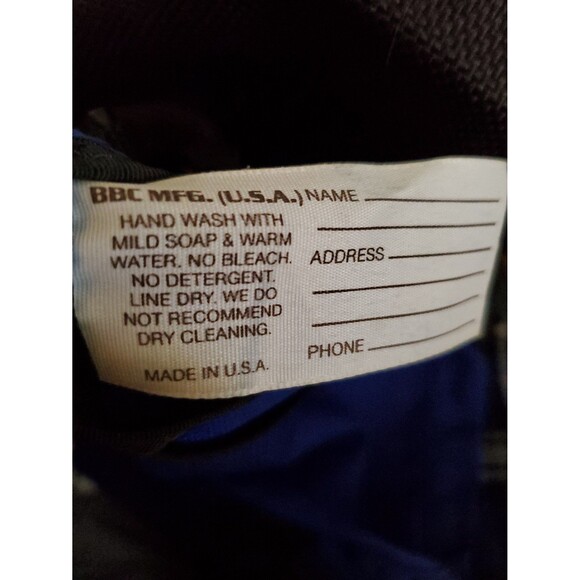 BBC MFG. (U.S.A.)
HAND WASH WITH
MILD SOAP & WARM
WATER. NO BLEACH.
NO DETERGENT.
LINE DRY. WE DO
NOT RECOMMEND
DRY CLEANING.
MADE IN U.S.A.
NAME
ADDRESS
PHONE